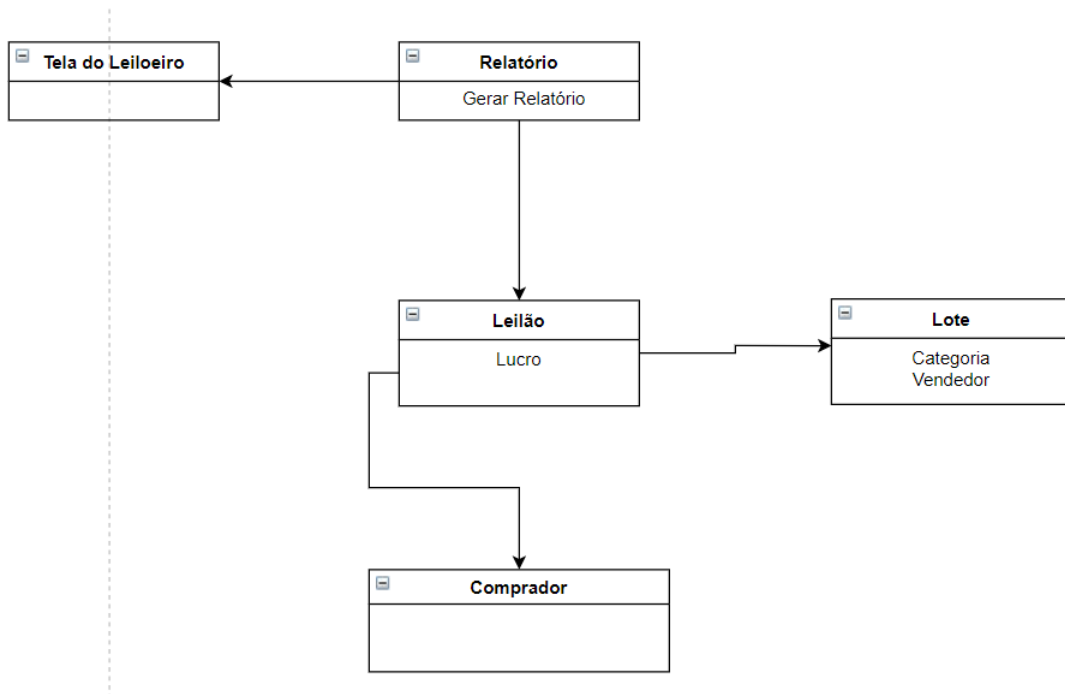 Tela do Leiloeiro
Relatório
Gerar Relatório
Leilão
Lucro
Lote
Categoria
Vendedor
Comprador